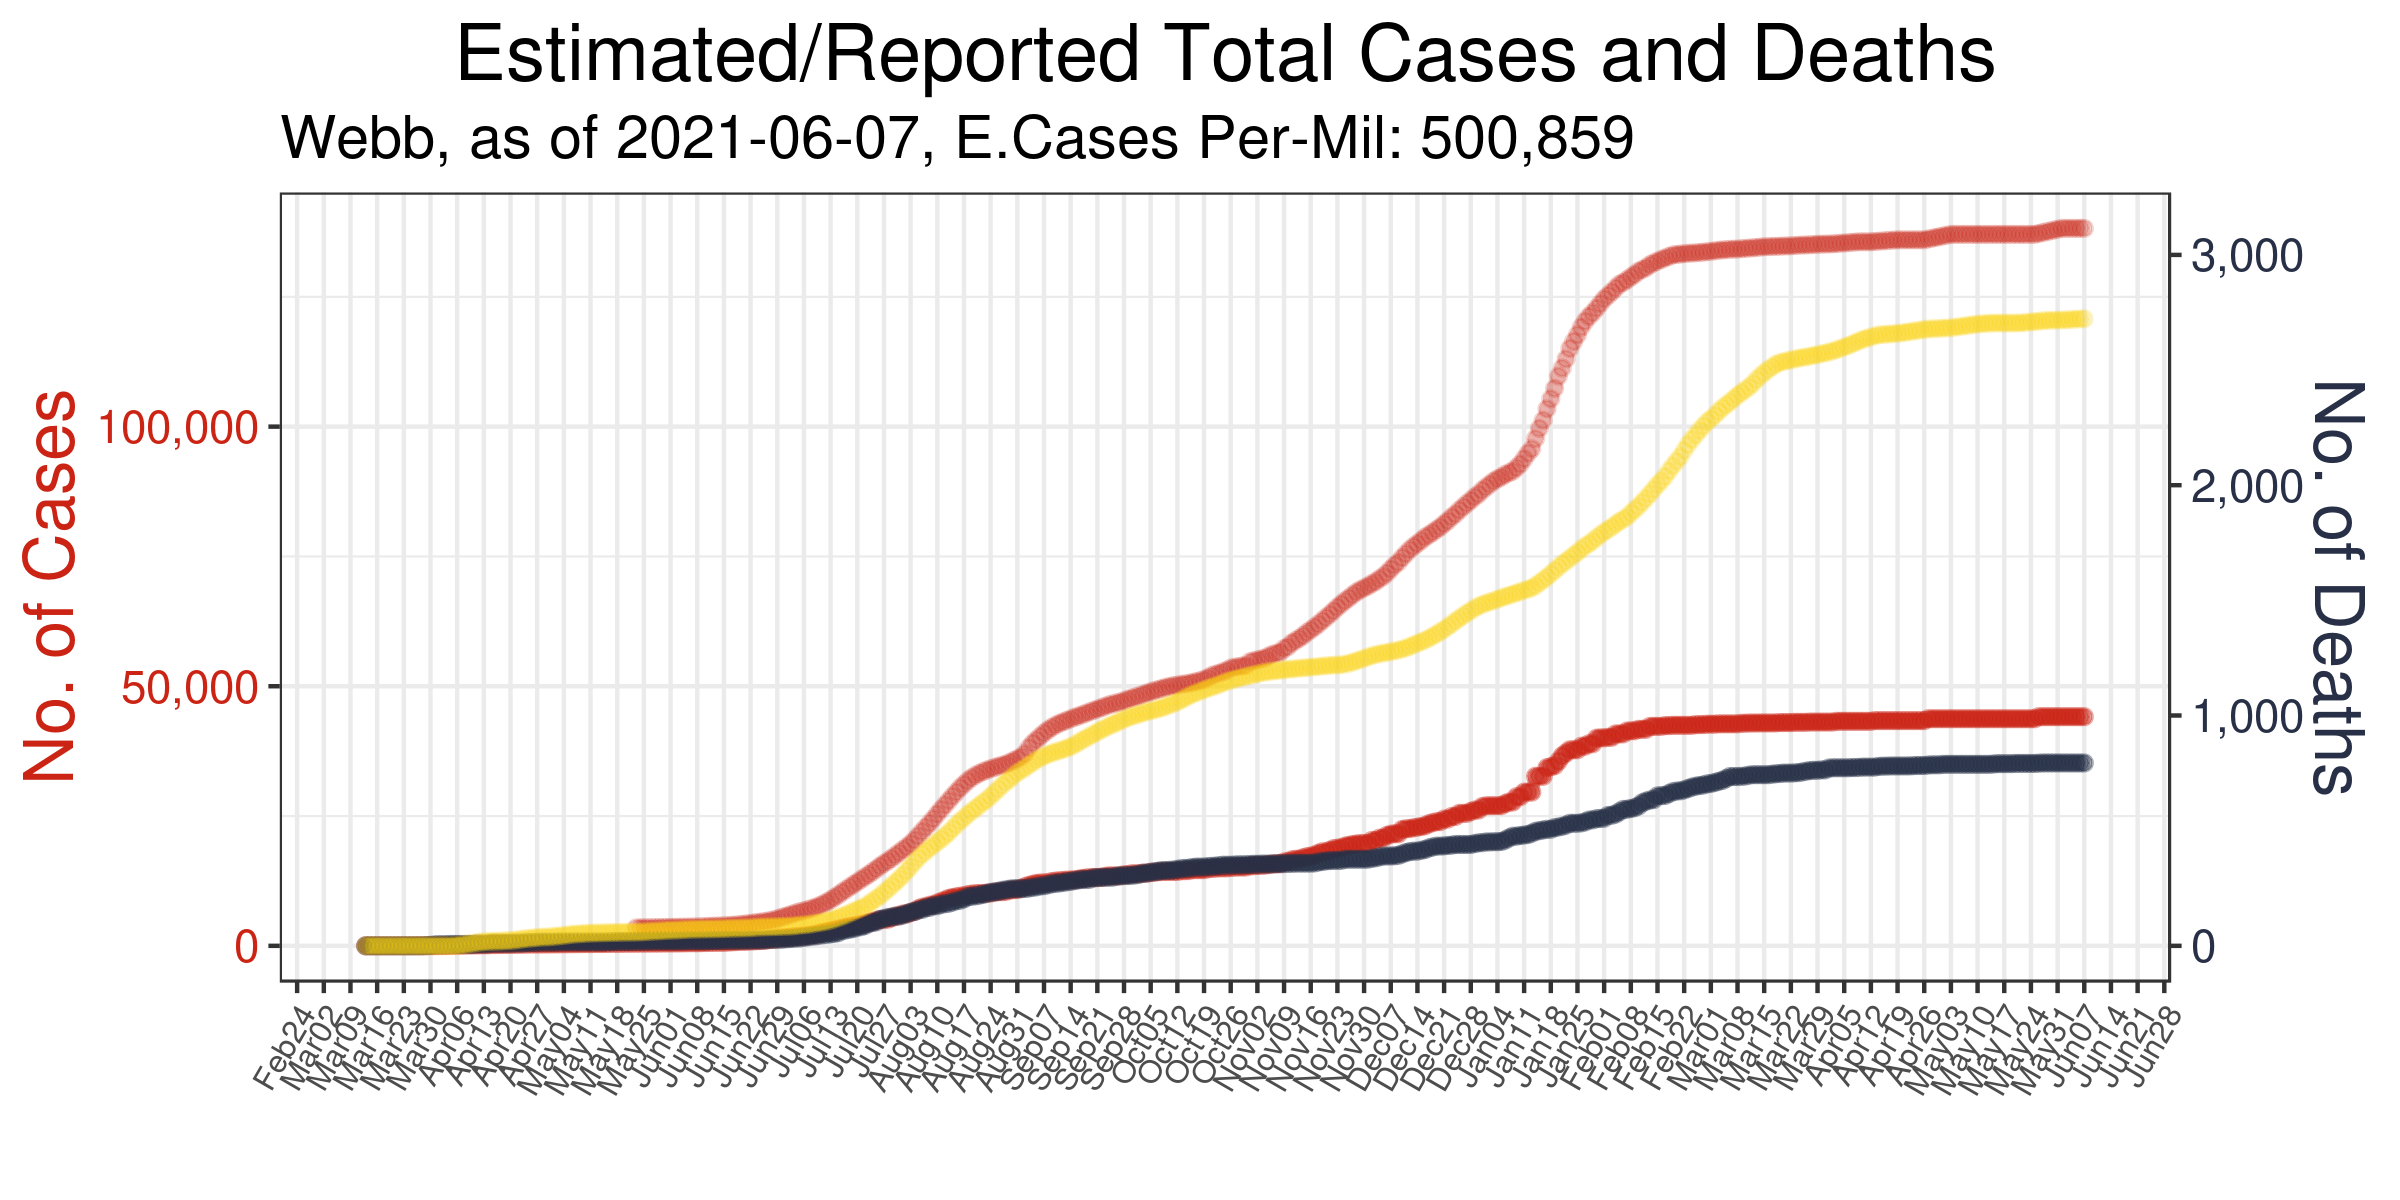 Estimated/Reported Total Cases and Deaths
Webb, as of 2021-06-07, E.Cases Per-Mil: 500,859
No. of Cases
100,000
50,000
0
3,000
2,000
1,000
0
No. of Deaths
Feb24
Mar02
Mar09
Mar16
Mar23
Mar30
Apr06
Apr13
Apr20
Apr27
May04
May11
May18
May25
Jun01
Jun08
Jun15
Jun22
Jun29
Jul06
Jul13
Jul20
Jul27
Aug03
Aug10
Aug17
Aug24
Aug31
Sep07
Sep14
Sep21
Sep28
Oct05
Oct12
Oct19
Oct26
Nov02
Nov09
Nov16
Nov23
Nov30
Dec07
Dec14
Dec21
Dec28
Jan04
Jan11
Jan18
Jan25
Feb01
Feb08
Feb15
Feb22
Mar01
Mar08
Mar15
Mar22
Mar29
Apr05
Apr12
Apr19
Apr26
May03
May10
May17
May24
May31
Jun07
Jun14
Jun21
Jun28